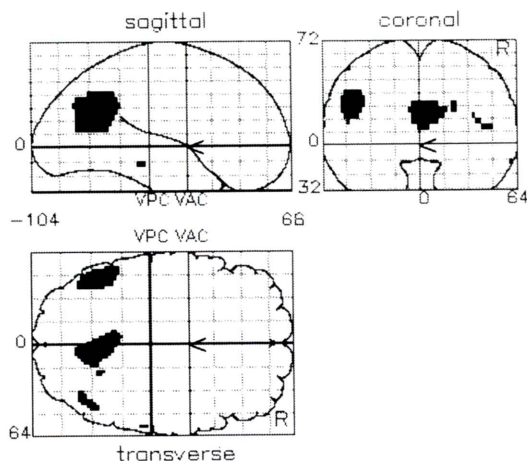 sagittal coronal
72
R
0 0
VPC VAC 32
0 64
-104 66
VPC VAC
0
R
64
transverse